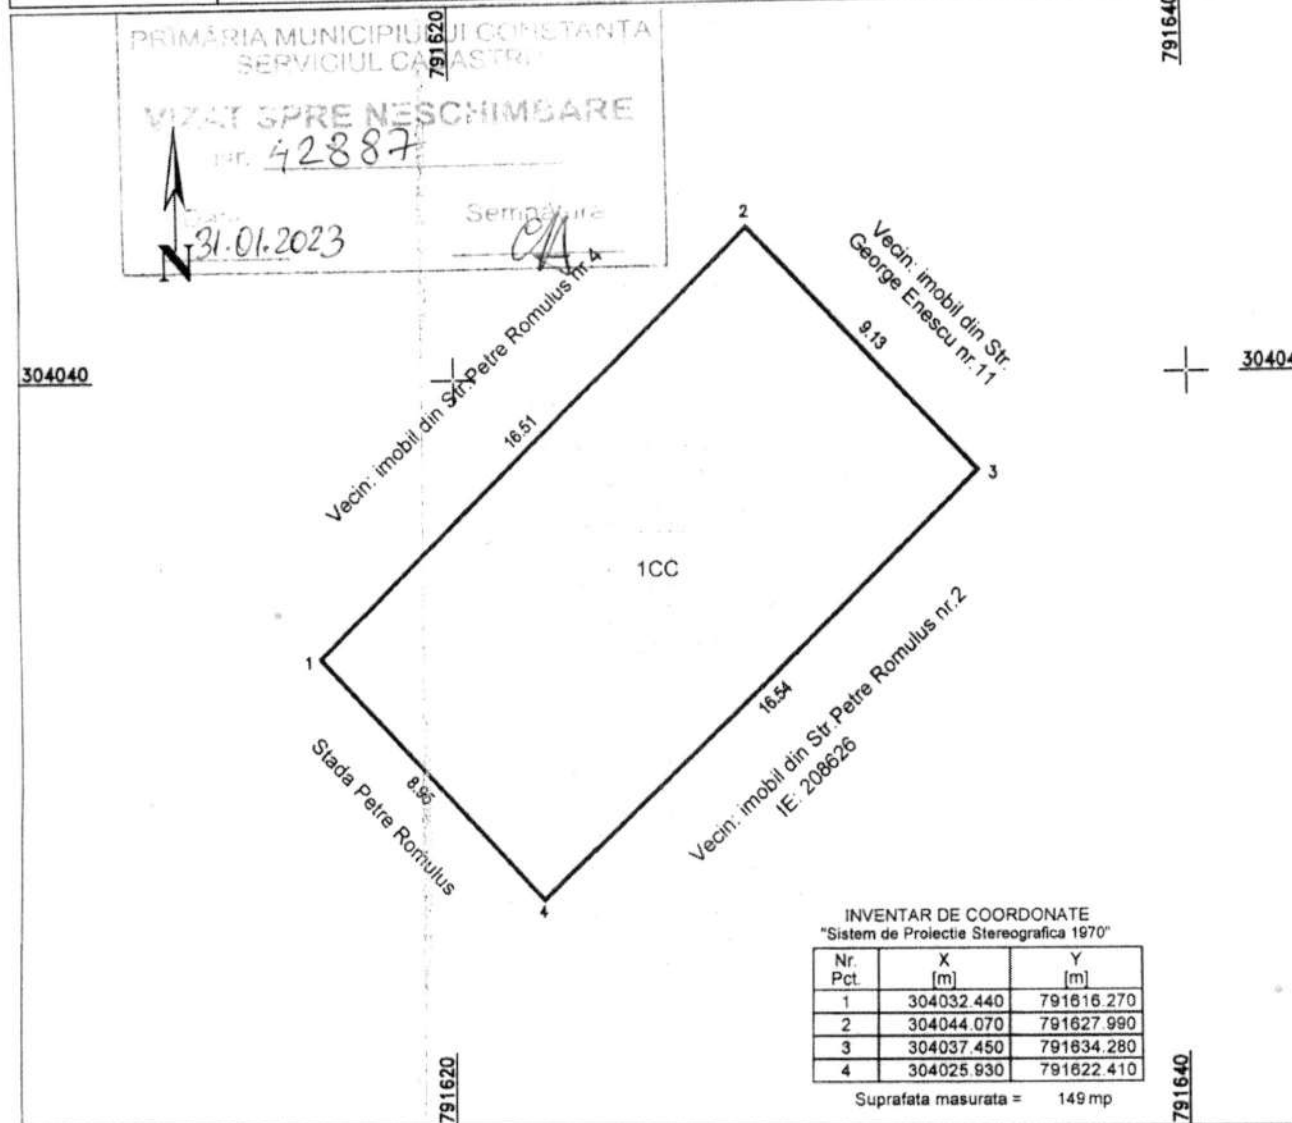 791620
791640
PRIMĂRIA MUNICIPIULUI CONSTANTA
SERVICIUL CADASTRU
VIZAT SPRE NESCHIMBARE
nr. 42887
Data
Semnătura
31.01.2023
N
2
Vecin: imobil din Str.
George Enescu nr.11
9.13
Vecin: imobil din Str.Petre Romulus nr.4
16.51
304040
3
1CC
1
Stada Petre Romulus
8.95
16.54
Vecin: imobil din Str.Petre Romulus nr.2
IE: 208626
4
INVENTAR DE COORDONATE
"Sistem de Proiectie Stereografica 1970"
Nr. Pct. X [m] Y [m]
1 304032.440 791616.270
2 304044.070 791627.990
3 304037.450 791634.280
4 304025.930 791622.410
Suprafata masurata = 149 mp
791620
791640